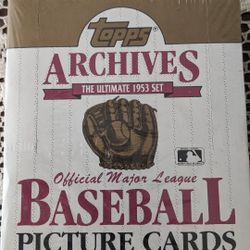 Topps®
ARCHIVES
THE ULTIMATE 1953 SET
Official Major League
BASEBALL
PICTURE CARDS